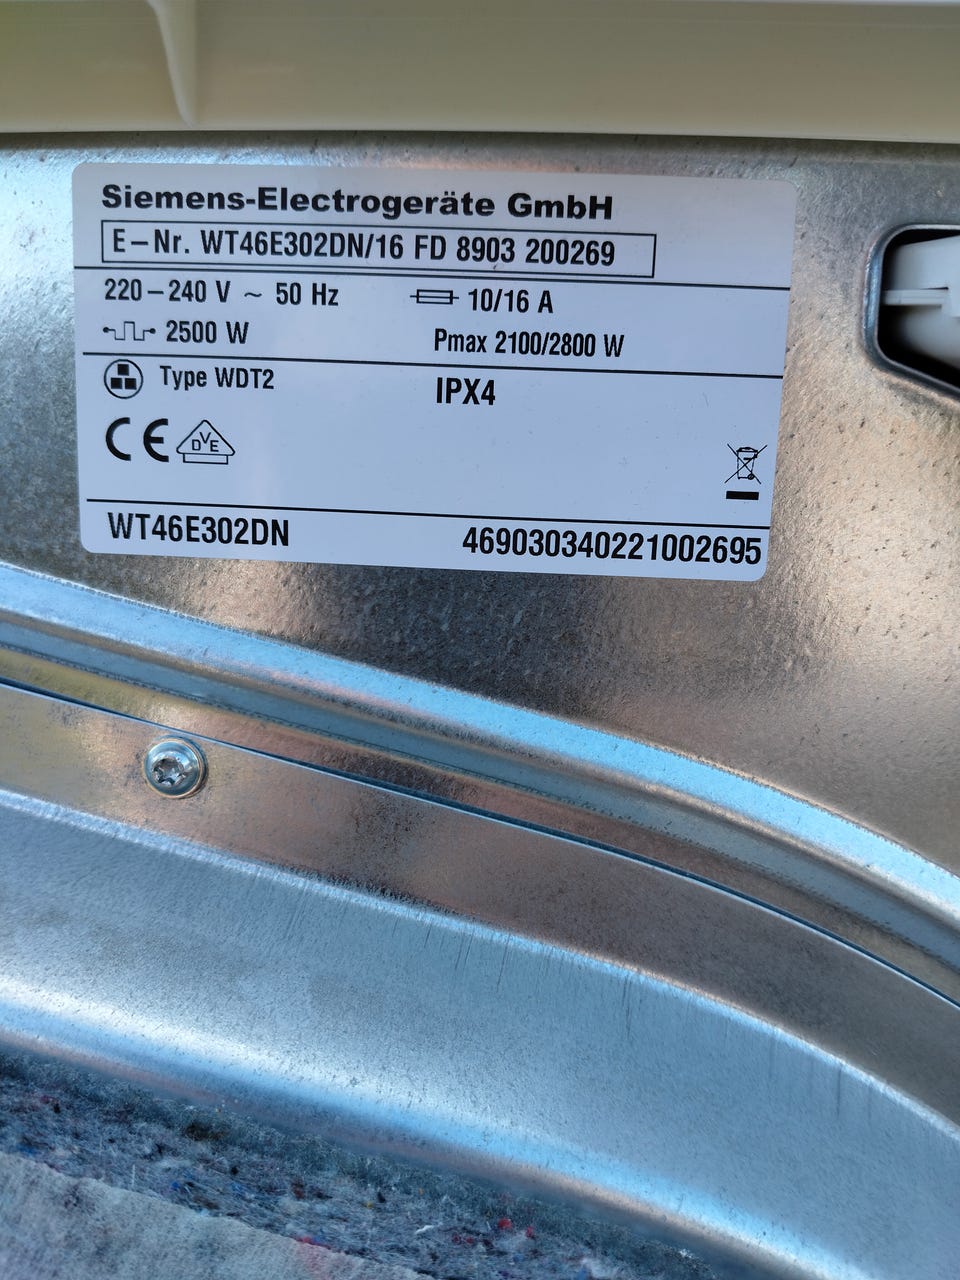 Siemens-Electrogeräte GmbH
E-Nr. WT46E302DN/16 FD 8903 200269
220-240 V ~ 50 Hz 10/16 A
2500 W Pmax 2100/2800 W
Type WDT2 IPX4
CE DVE
WT46E302DN 469030340221002695